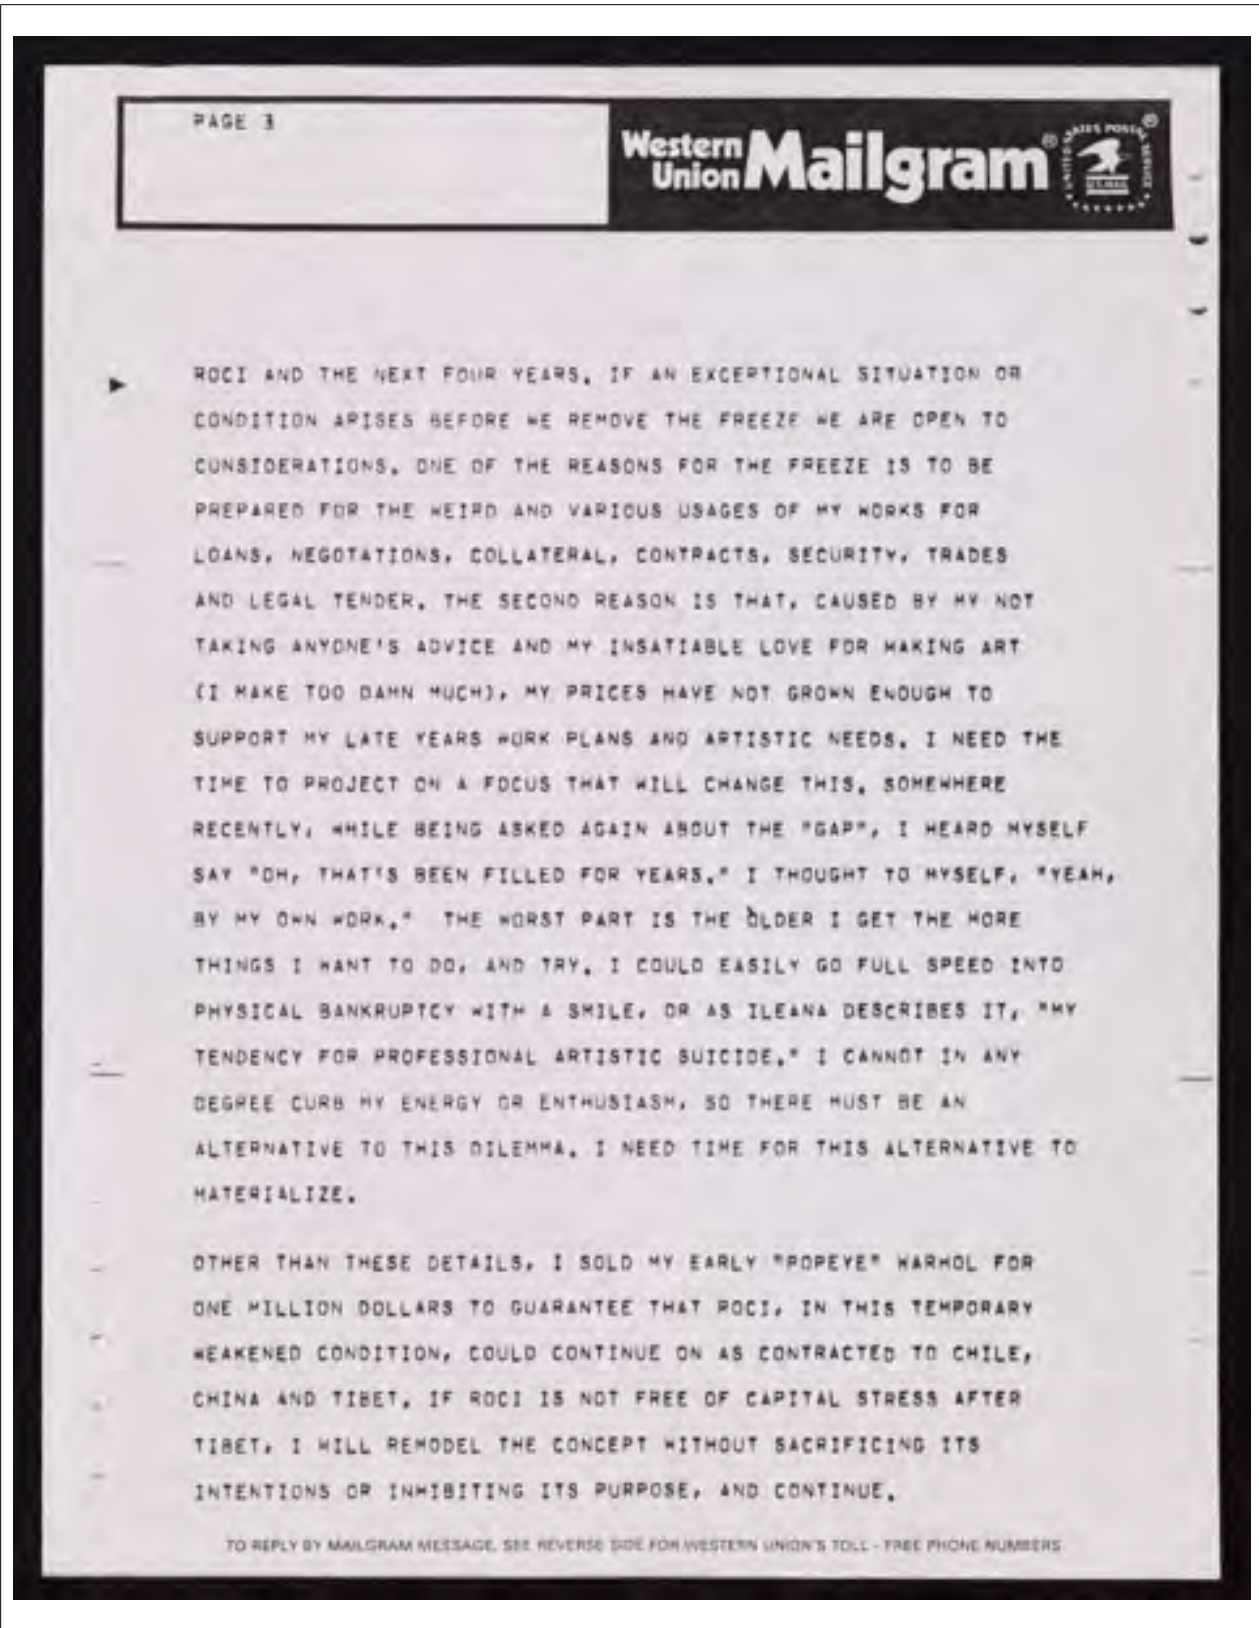 PAGE 3
Western Union Mailgram
UNITED STATES POSTAL SERVICE
U.S.MAIL
ROCI AND THE NEXT FOUR YEARS. IF AN EXCEPTIONAL SITUATION OR
CONDITION ARISES BEFORE WE REMOVE THE FREEZE WE ARE OPEN TO
CONSIDERATIONS. ONE OF THE REASONS FOR THE FREEZE IS TO BE
PREPARED FOR THE WEIRD AND VARIOUS USAGES OF MY WORKS FOR
LOANS, NEGOTATIONS, COLLATERAL, CONTRACTS, SECURITY, TRADES
AND LEGAL TENDER. THE SECOND REASON IS THAT, CAUSED BY MY NOT
TAKING ANYONE'S ADVICE AND MY INSATIABLE LOVE FOR MAKING ART
(I MAKE TOO DAMN MUCH), MY PRICES HAVE NOT GROWN ENOUGH TO
SUPPORT MY LATE YEARS WORK PLANS AND ARTISTIC NEEDS. I NEED THE
TIME TO PROJECT ON A FOCUS THAT WILL CHANGE THIS. SOMEWHERE
RECENTLY, WHILE BEING ASKED AGAIN ABOUT THE "GAP", I HEARD MYSELF
SAY "OH, THAT'S BEEN FILLED FOR YEARS." I THOUGHT TO MYSELF, "YEAH,
BY MY OWN WORK." THE WORST PART IS THE OLDER I GET THE MORE
THINGS I WANT TO DO, AND TRY. I COULD EASILY GO FULL SPEED INTO
PHYSICAL BANKRUPTCY WITH A SMILE, OR AS ILEANA DESCRIBES IT, "MY
TENDENCY FOR PROFESSIONAL ARTISTIC SUICIDE." I CANNOT IN ANY
DEGREE CURB MY ENERGY OR ENTHUSIASM, SO THERE MUST BE AN
ALTERNATIVE TO THIS DILEMMA. I NEED TIME FOR THIS ALTERNATIVE TO
MATERIALIZE.
OTHER THAN THESE DETAILS, I SOLD MY EARLY "POPEYE" WARHOL FOR
ONE MILLION DOLLARS TO GUARANTEE THAT ROCI, IN THIS TEMPORARY
WEAKENED CONDITION, COULD CONTINUE ON AS CONTRACTED TO CHILE,
CHINA AND TIBET. IF ROCI IS NOT FREE OF CAPITAL STRESS AFTER
TIBET, I WILL REMODEL THE CONCEPT WITHOUT SACRIFICING ITS
INTENTIONS OR INHIBITING ITS PURPOSE, AND CONTINUE.
TO REPLY BY MAILGRAM MESSAGE, SEE REVERSE SIDE FOR WESTERN UNION'S TOLL - FREE PHONE NUMBERS